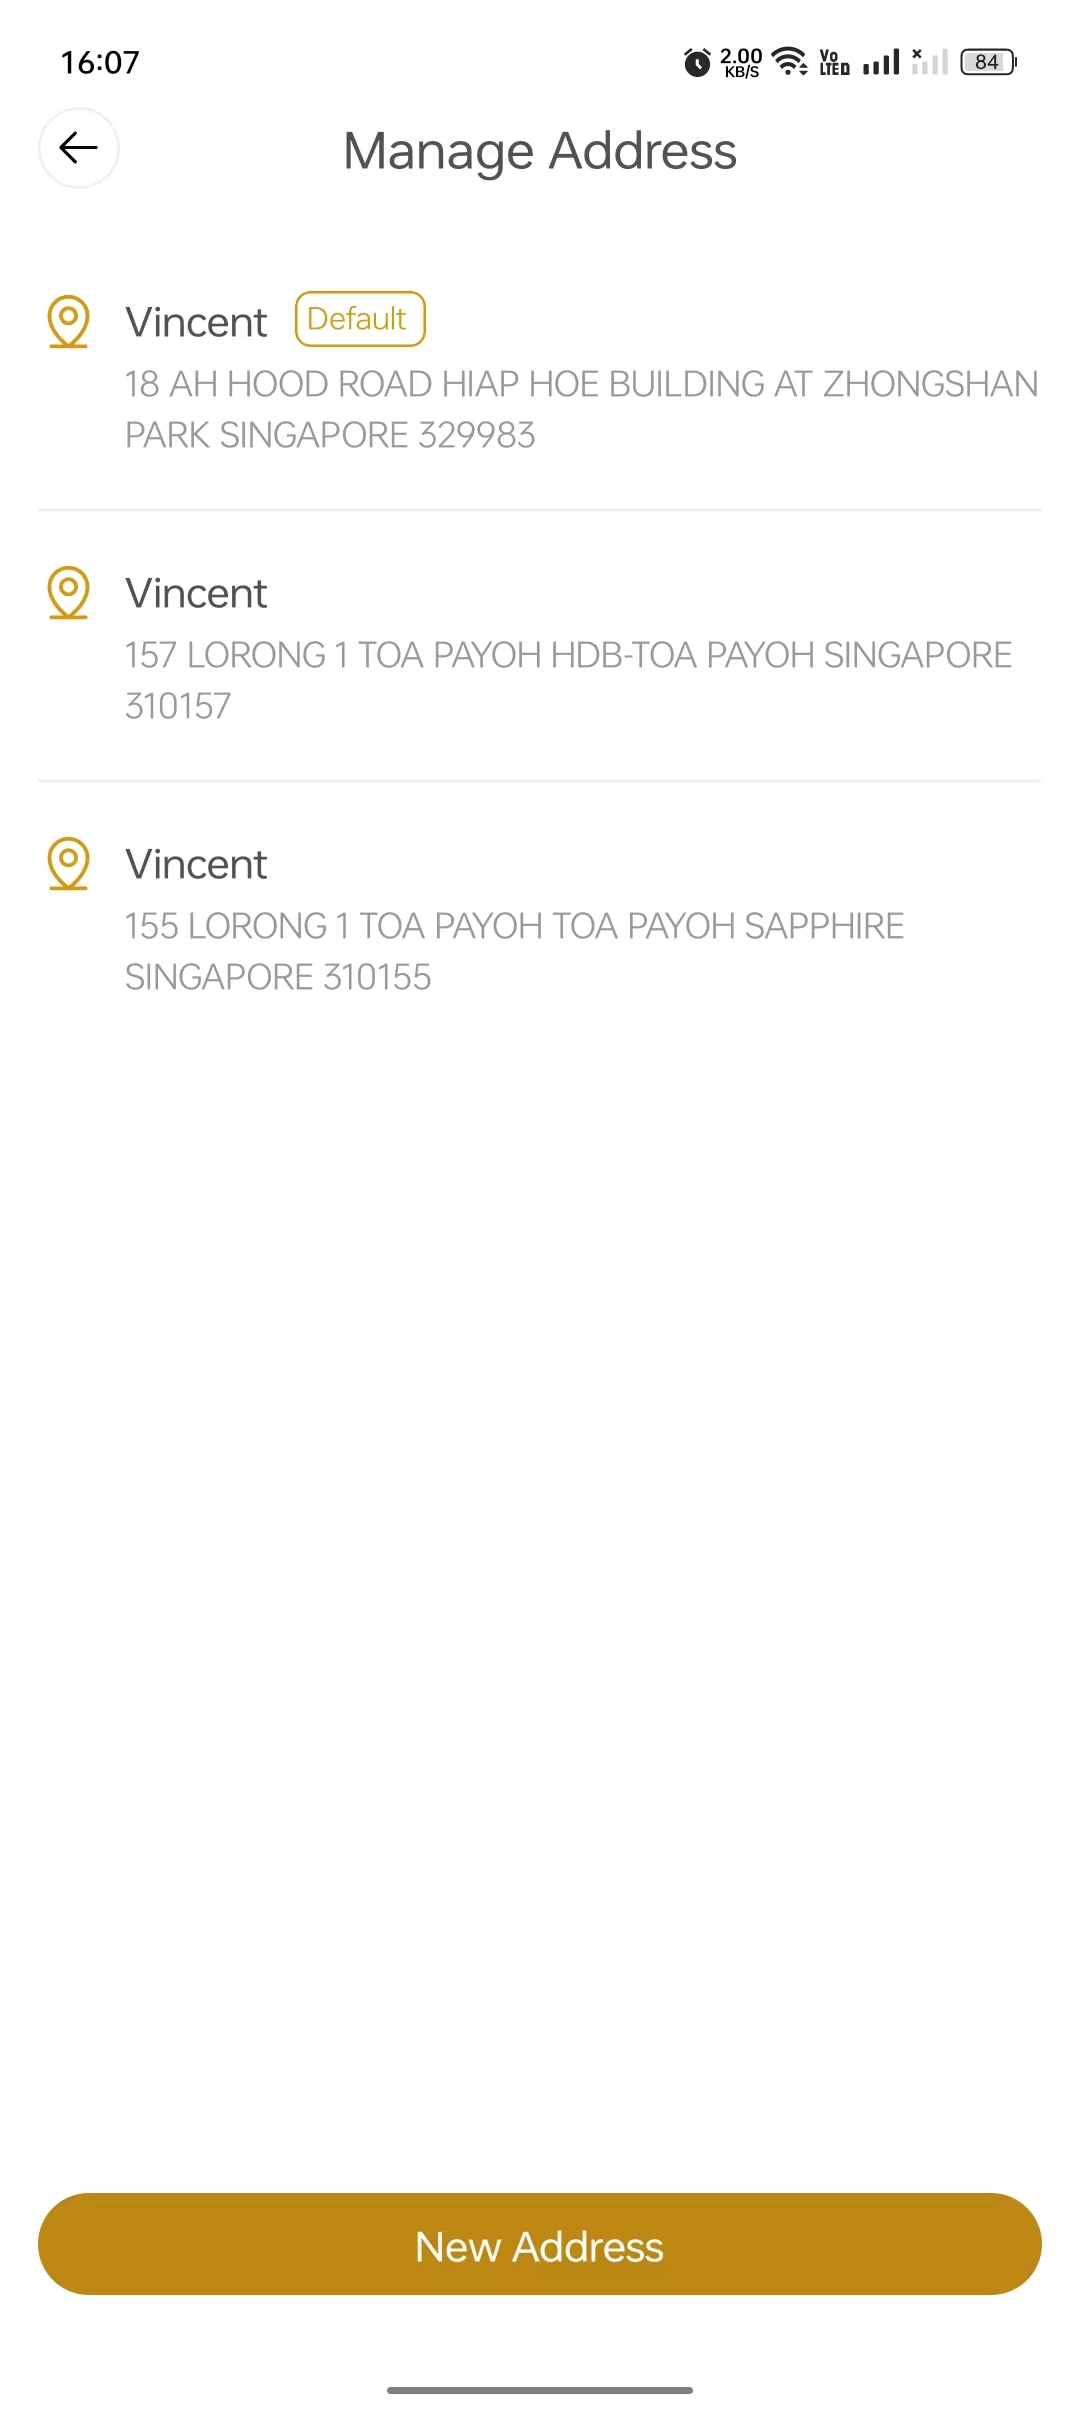 16:07
2.00
KB/S
Vo
LTED
84
Manage Address
Vincent Default
18 AH HOOD ROAD HIAP HOE BUILDING AT ZHONGSHAN
PARK SINGAPORE 329983
Vincent
157 LORONG 1 TOA PAYOH HDB-TOA PAYOH SINGAPORE
310157
Vincent
155 LORONG 1 TOA PAYOH TOA PAYOH SAPPHIRE
SINGAPORE 310155
New Address